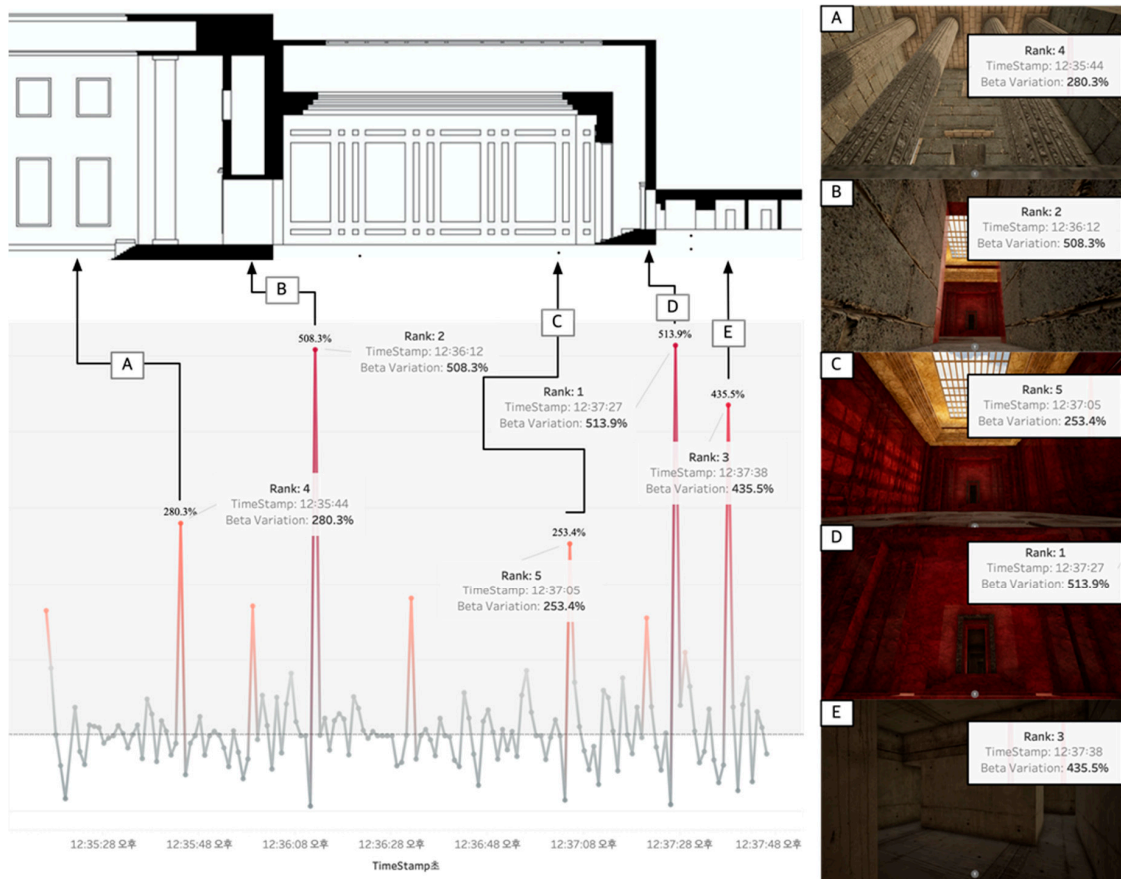 A
B
C
D
E
508.3%
Rank: 2
TimeStamp: 12:36:12
Beta Variation: 508.3%
513.9%
Rank: 1
TimeStamp: 12:37:27
Beta Variation: 513.9%
435.5%
Rank: 3
TimeStamp: 12:37:38
Beta Variation: 435.5%
280.3%
Rank: 4
TimeStamp: 12:35:44
Beta Variation: 280.3%
253.4%
Rank: 5
TimeStamp: 12:37:05
Beta Variation: 253.4%
12:35:28 오후 12:35:48 오후 12:36:08 오후 12:36:28 오후 12:36:48 오후 12:37:08 오후 12:37:28 오후 12:37:48 오후
TimeStamp초
A
Rank: 4
TimeStamp: 12:35:44
Beta Variation: 280.3%
B
Rank: 2
TimeStamp: 12:36:12
Beta Variation: 508.3%
C
Rank: 5
TimeStamp: 12:37:05
Beta Variation: 253.4%
D
Rank: 1
TimeStamp: 12:37:27
Beta Variation: 513.9%
E
Rank: 3
TimeStamp: 12:37:38
Beta Variation: 435.5%